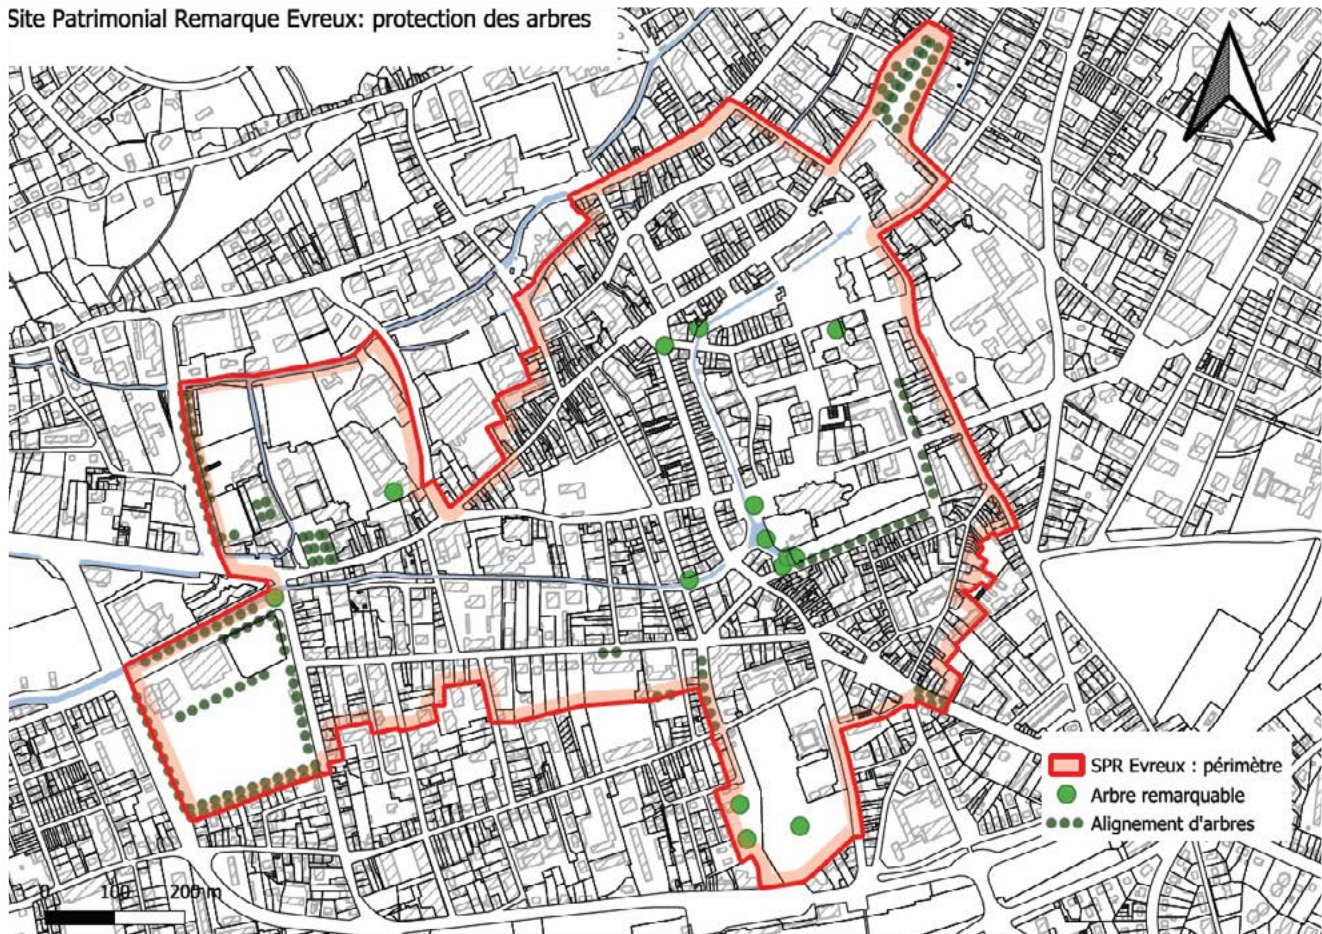 Site Patrimonial Remarque Evreux: protection des arbres
SPR Evreux : périmètre
Arbre remarquable
Alignement d'arbres
0 100 200 m